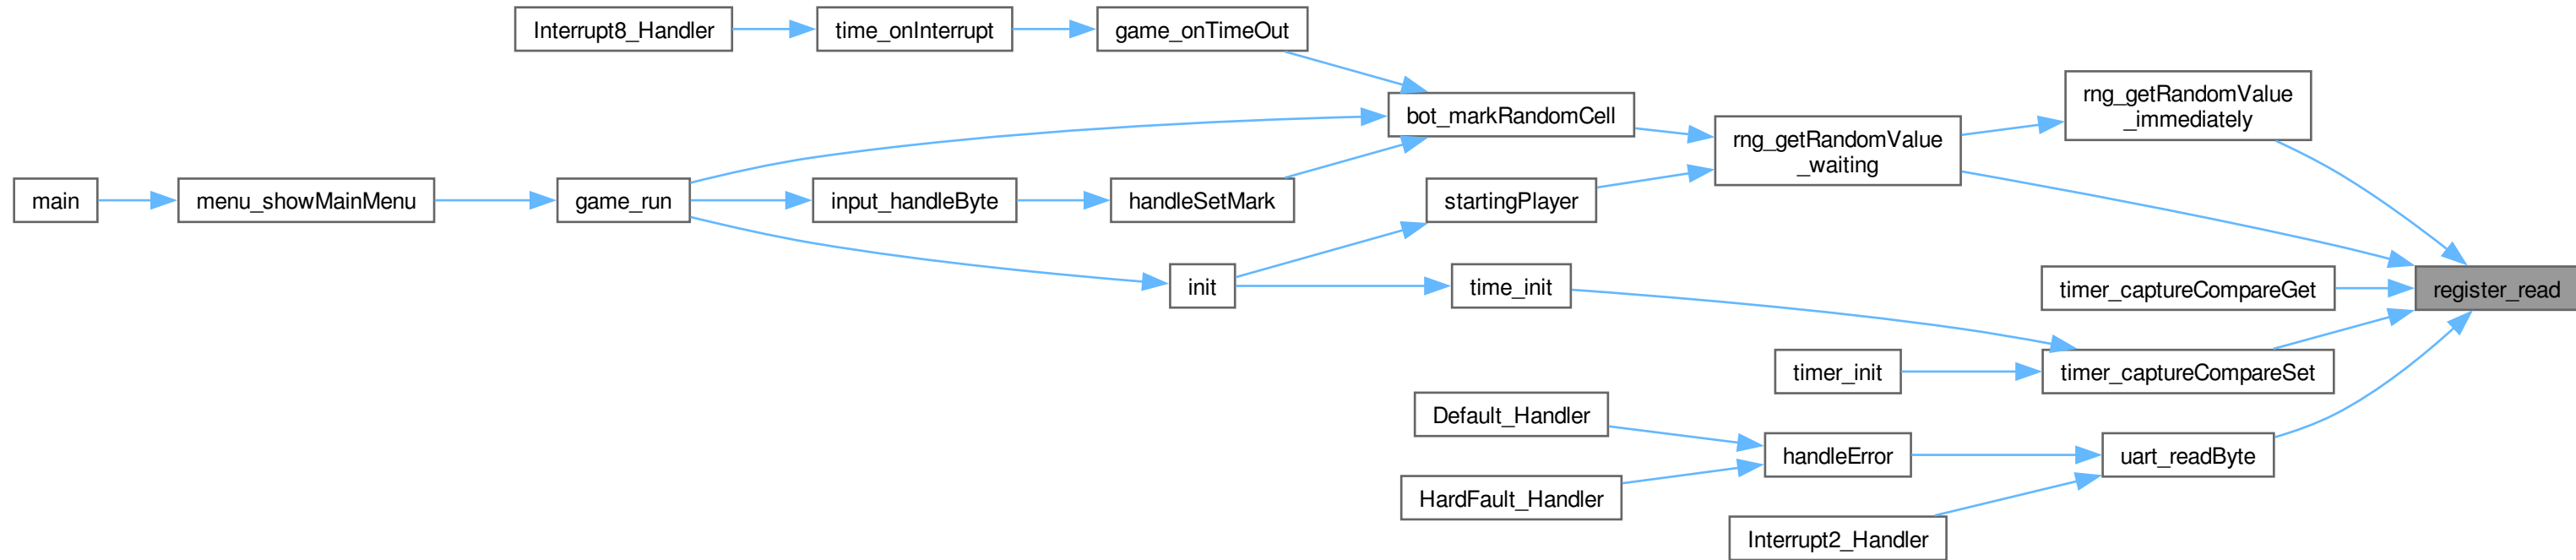 Interrupt8_Handler
time_onInterrupt
game_onTimeOut
bot_markRandomCell
rng_getRandomValue
_immediately
rng_getRandomValue
_waiting
main
menu_showMainMenu
game_run
input_handleByte
handleSetMark
startingPlayer
init
time_init
timer_captureCompareGet
register_read
timer_init
timer_captureCompareSet
Default_Handler
handleError
uart_readByte
HardFault_Handler
Interrupt2_Handler